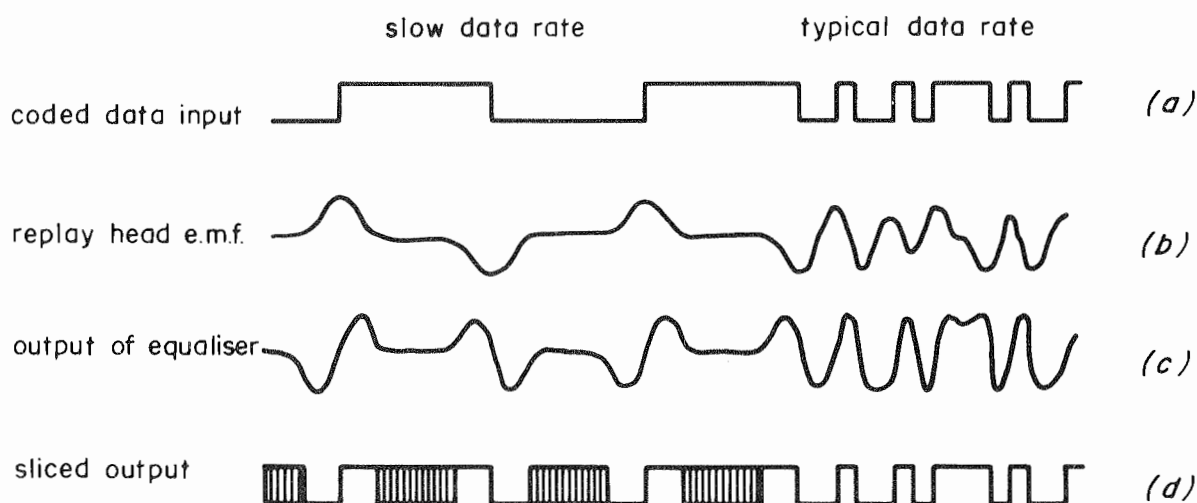 slow data rate typical data rate
coded data input (a)
replay head e.m.f. (b)
output of equaliser (c)
sliced output (d)